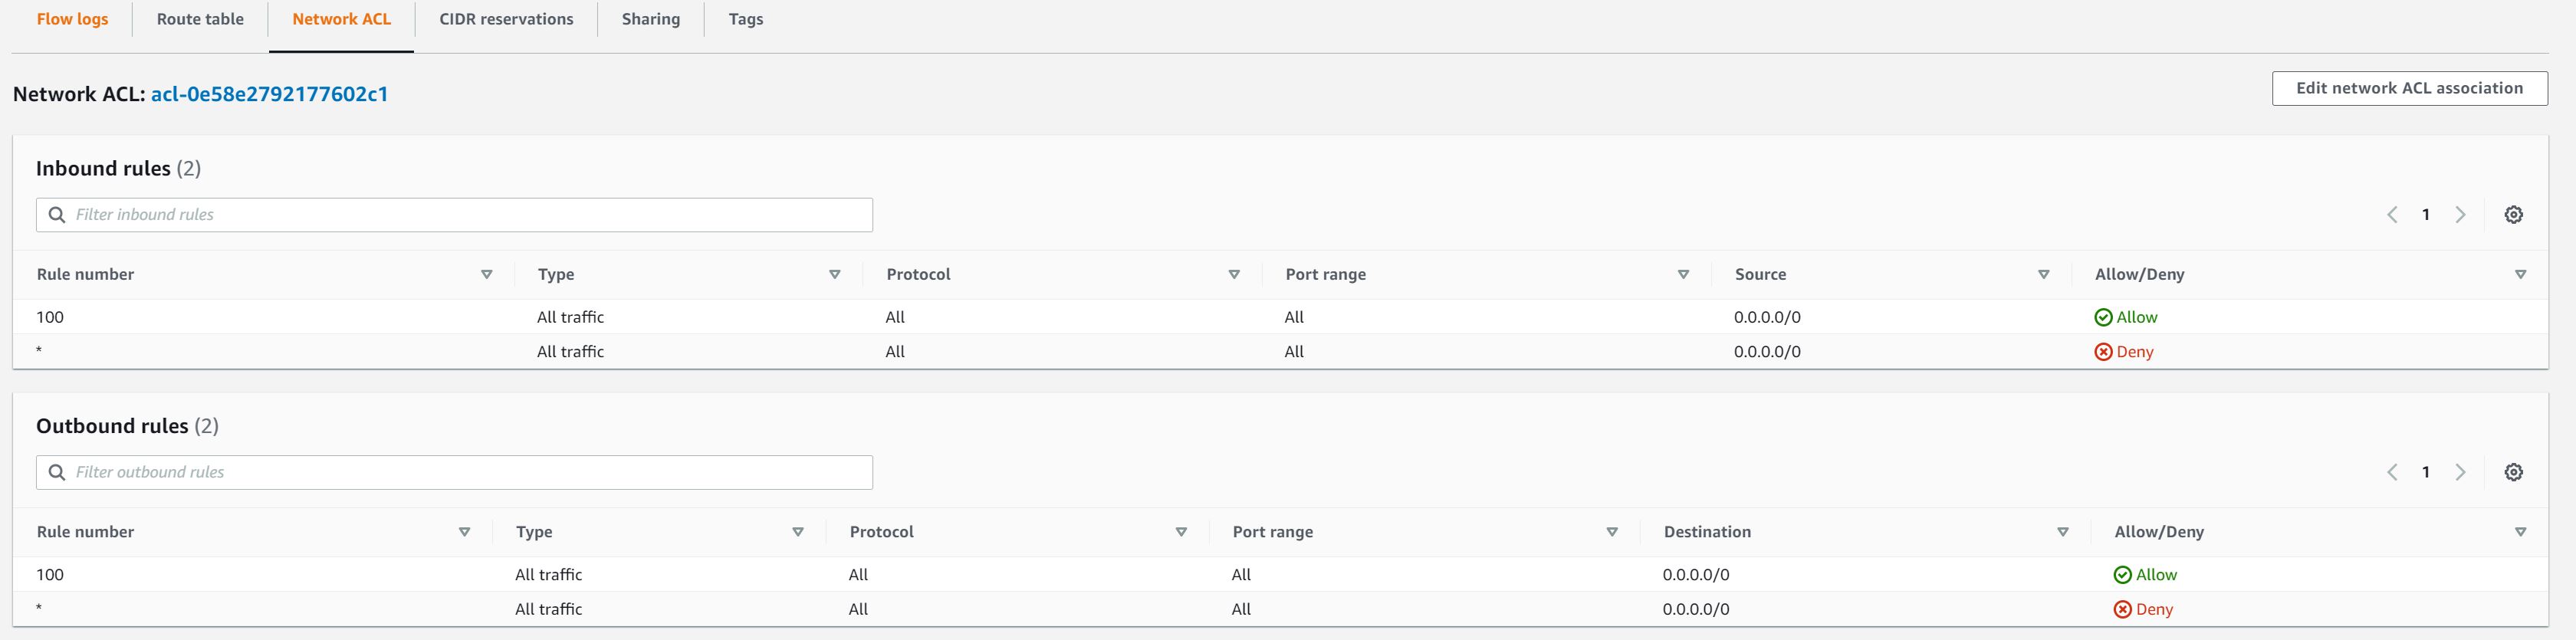 Flow logs Route table Network ACL CIDR reservations Sharing Tags
Network ACL: acl-0e58e2792177602c1 Edit network ACL association
Inbound rules (2)
Filter inbound rules 1
Rule number Type Protocol Port range Source Allow/Deny
100 All traffic All All 0.0.0.0/0 Allow
* All traffic All All 0.0.0.0/0 Deny
Outbound rules (2)
Filter outbound rules 1
Rule number Type Protocol Port range Destination Allow/Deny
100 All traffic All All 0.0.0.0/0 Allow
* All traffic All All 0.0.0.0/0 Deny